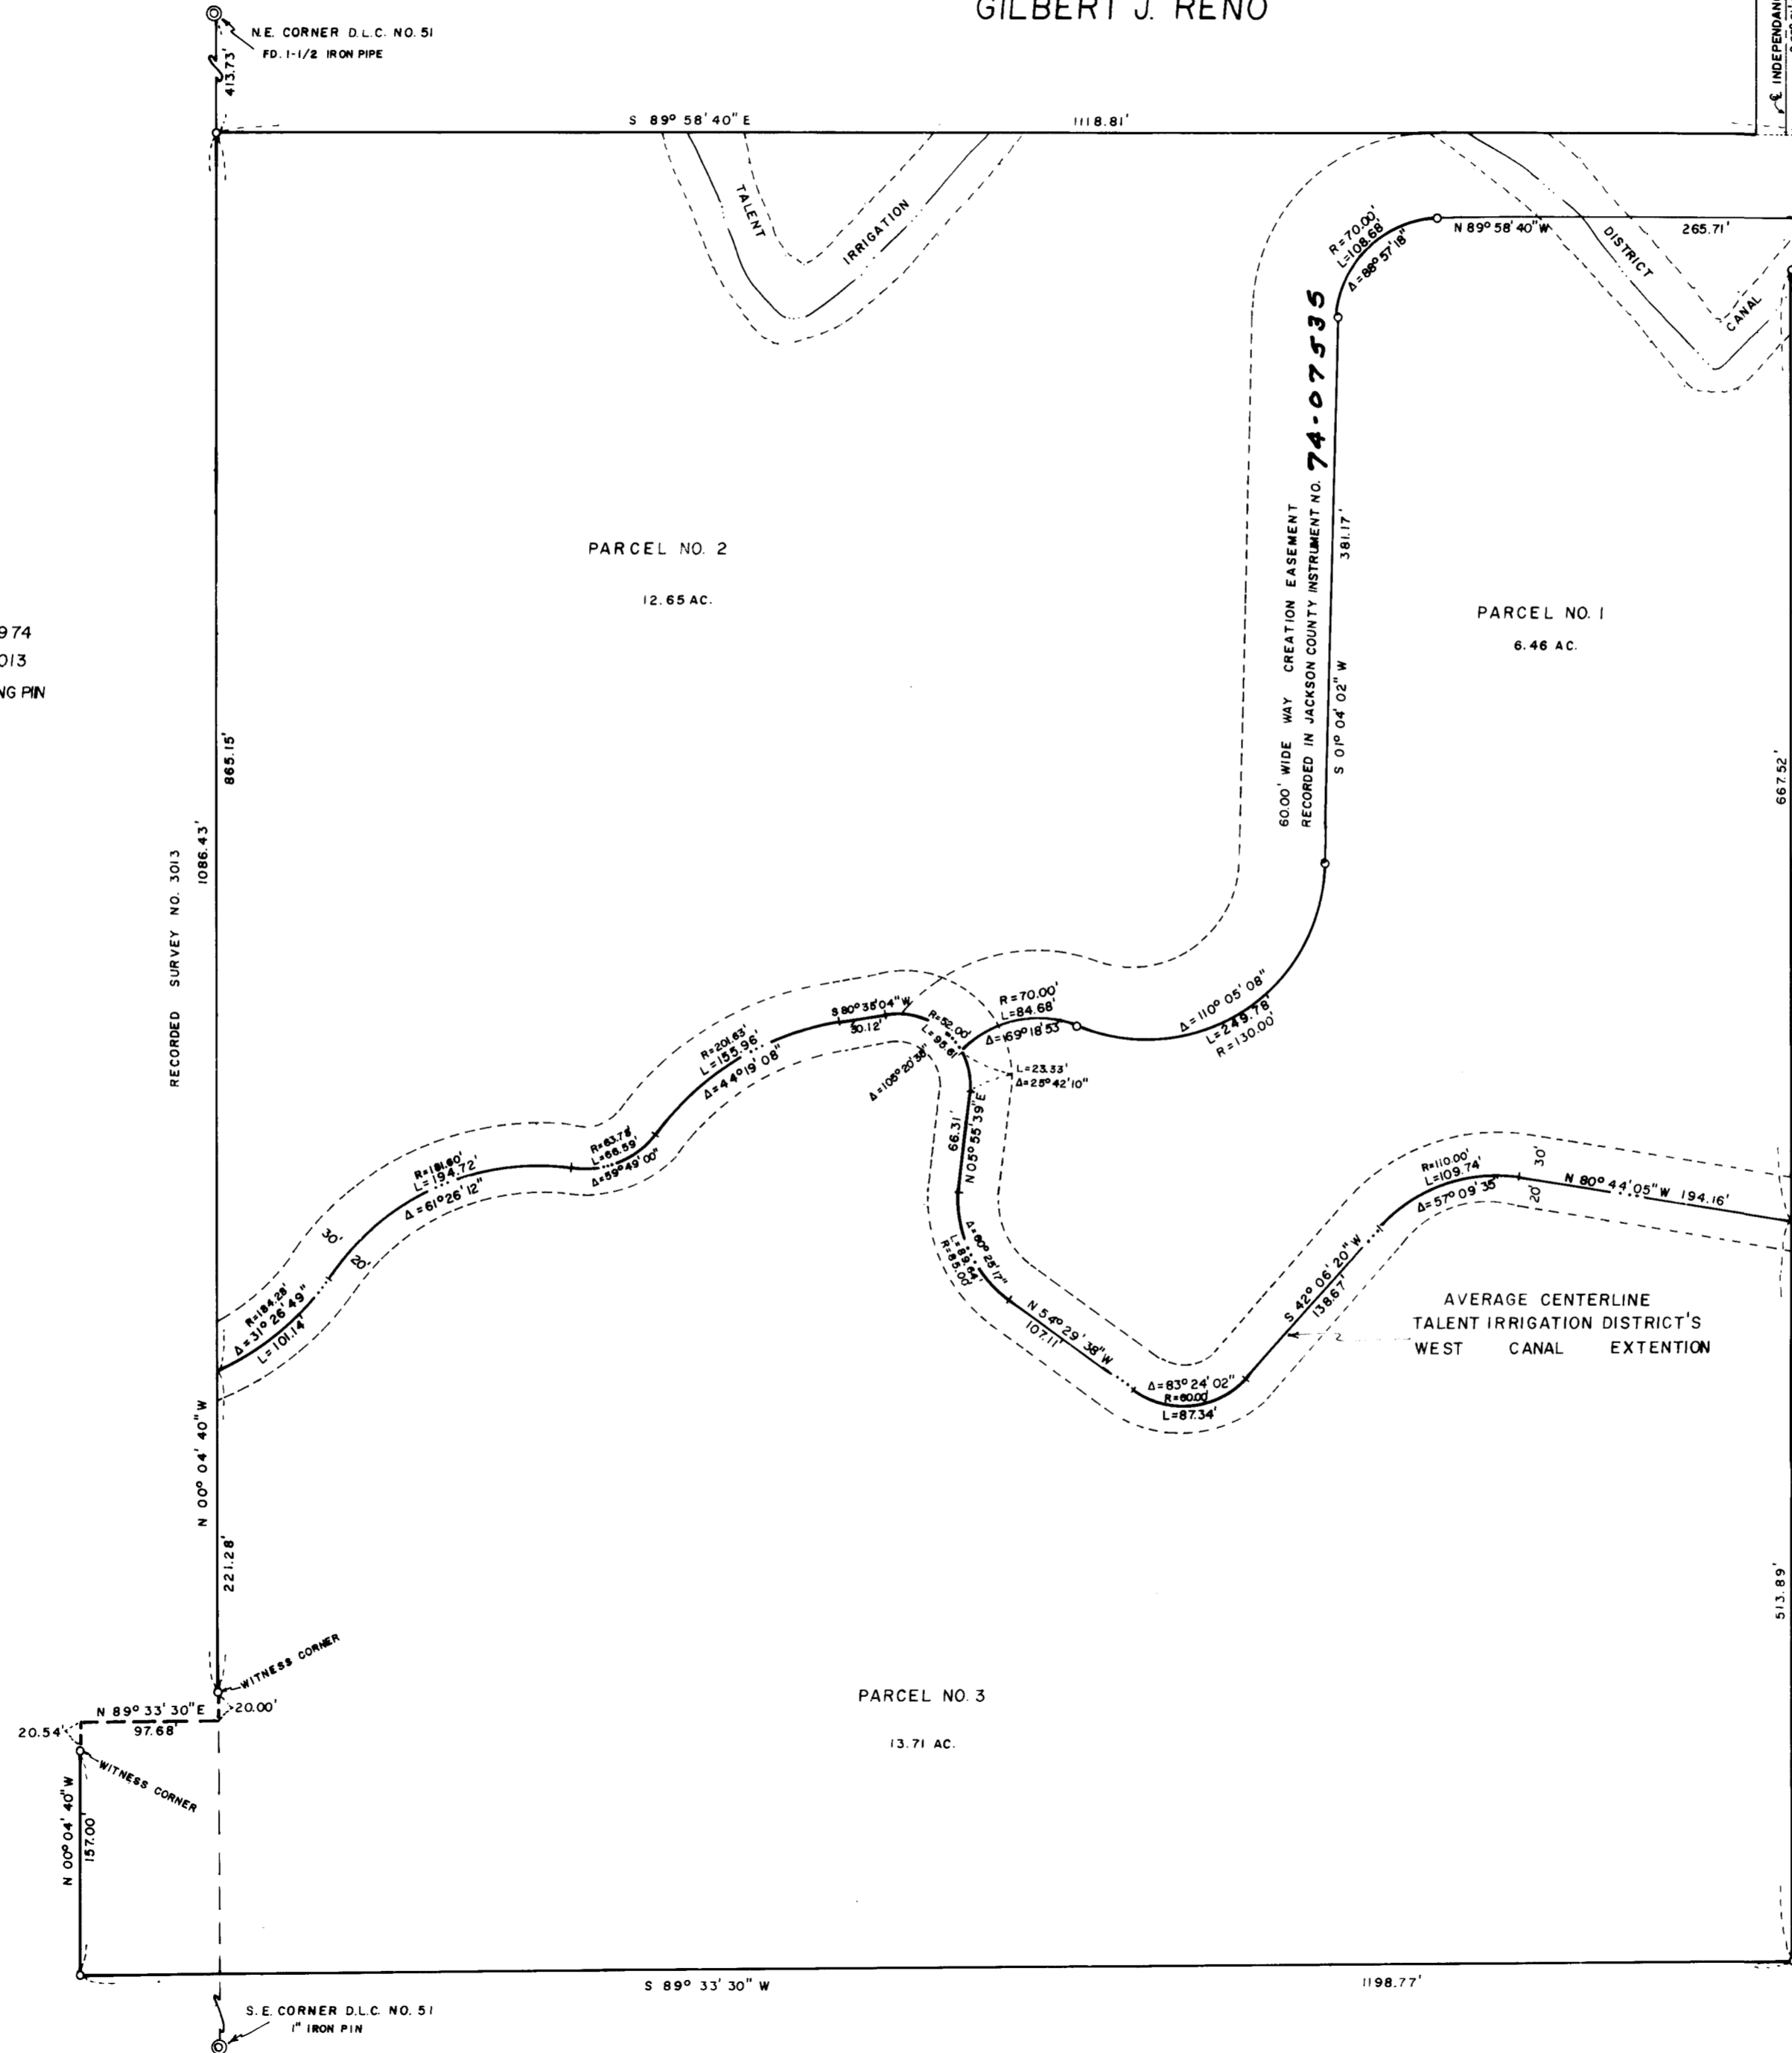 GILBERT J. RENO
N.E. CORNER D.L.C. NO. 51
FD. 1-1/2 IRON PIPE
413.73'
℄ INDEPENDAN
S 89° 58' 40" E
1118.81'
TALENT
IRRIGATION
DISTRICT
CANAL
R=70.00'
L=108.68'
Δ=88° 57' 18"
N 89° 58' 40" W
265.71'
60.00' WIDE WAY CREATION EASEMENT
RECORDED IN JACKSON COUNTY INSTRUMENT NO. 74-07535
381.17'
S 01° 04' 02" W
PARCEL NO. 2
12.65 AC.
PARCEL NO. 1
6.46 AC.
974
013
NG PIN
865.15'
1086.43'
RECORDED SURVEY NO. 3013
667.52'
Δ=110° 05' 08"
L=249.78'
R=130.00'
R=70.00'
L=84.68'
Δ=169° 18' 53"
S 80° 35' 04" W
30.12'
R=52.00'
L=95.61'
Δ=105° 20' 38"
L=23.33'
Δ=25° 42' 10"
R=201.63'
L=155.96'
Δ=44° 19' 08"
66.31'
N 05° 55' 39" E
R=63.78'
L=66.59'
Δ=59° 49' 00"
R=181.60'
L=194.72'
Δ=61° 26' 12"
30'
20'
R=184.28'
Δ=31° 26' 49"
L=101.14'
Δ=60° 25' 17"
L=89.64'
R=85.00'
N 54° 29' 38" W
107.11'
Δ=83° 24' 02"
R=60.00'
L=87.34'
S 42° 06' 20" W
138.67'
R=110.00'
L=109.74'
Δ=57° 09' 35"
30'
20'
N 80° 44' 05" W 194.16'
AVERAGE CENTERLINE
TALENT IRRIGATION DISTRICT'S
WEST CANAL EXTENTION
N 00° 04' 40" W
221.28'
513.89'
WITNESS CORNER
N 89° 33' 30" E
97.68'
20.00'
20.54'
WITNESS CORNER
N 00° 04' 40" W
157.00'
PARCEL NO. 3
13.71 AC.
S 89° 33' 30" W
1198.77'
S.E. CORNER D.L.C. NO. 51
1" IRON PIN